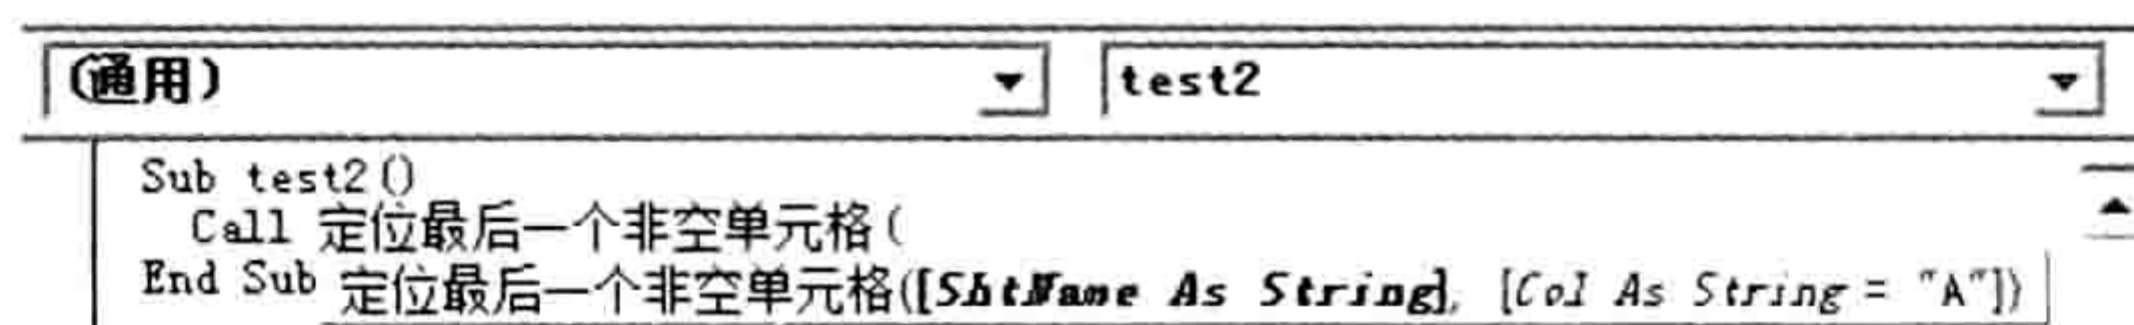 (通用) test2
Sub test2()
Call 定位最后一个非空单元格(
End Sub 定位最后一个非空单元格([ShtName As String], [Col As String = "A"])